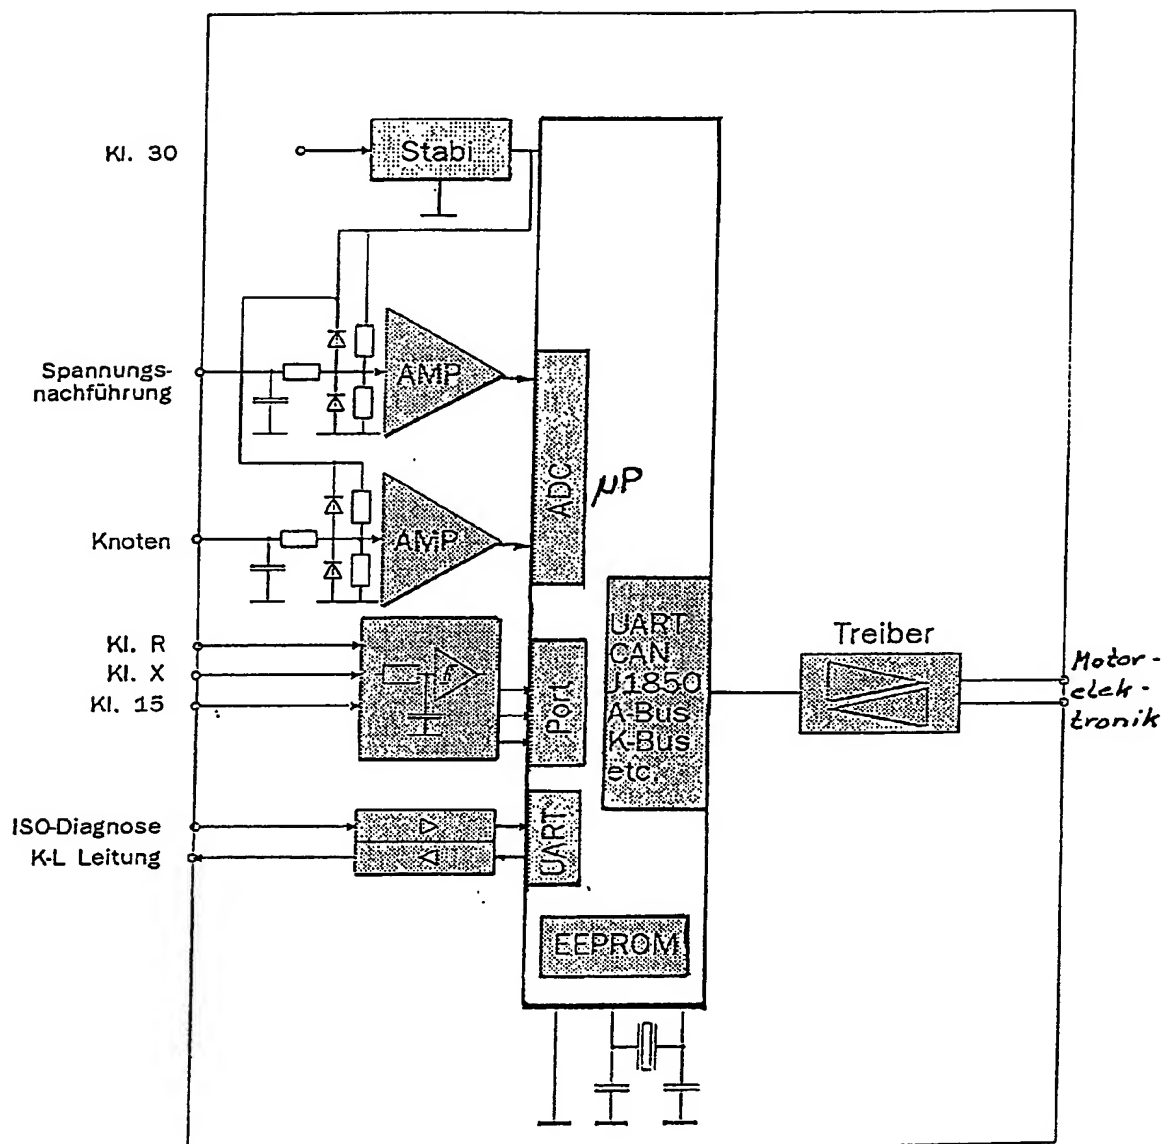 Kl. 30
Stabi
Spannungs-
nachführung
AMP
ADC
µP
Knoten
AMP
Kl. R
Kl. X
Kl. 15
Port
UART
CAN
J1850
A-Bus
K-Bus
etc.
Treiber
Motor-
elek-
tronik
ISO-Diagnose
K-L Leitung
UART
EEPROM